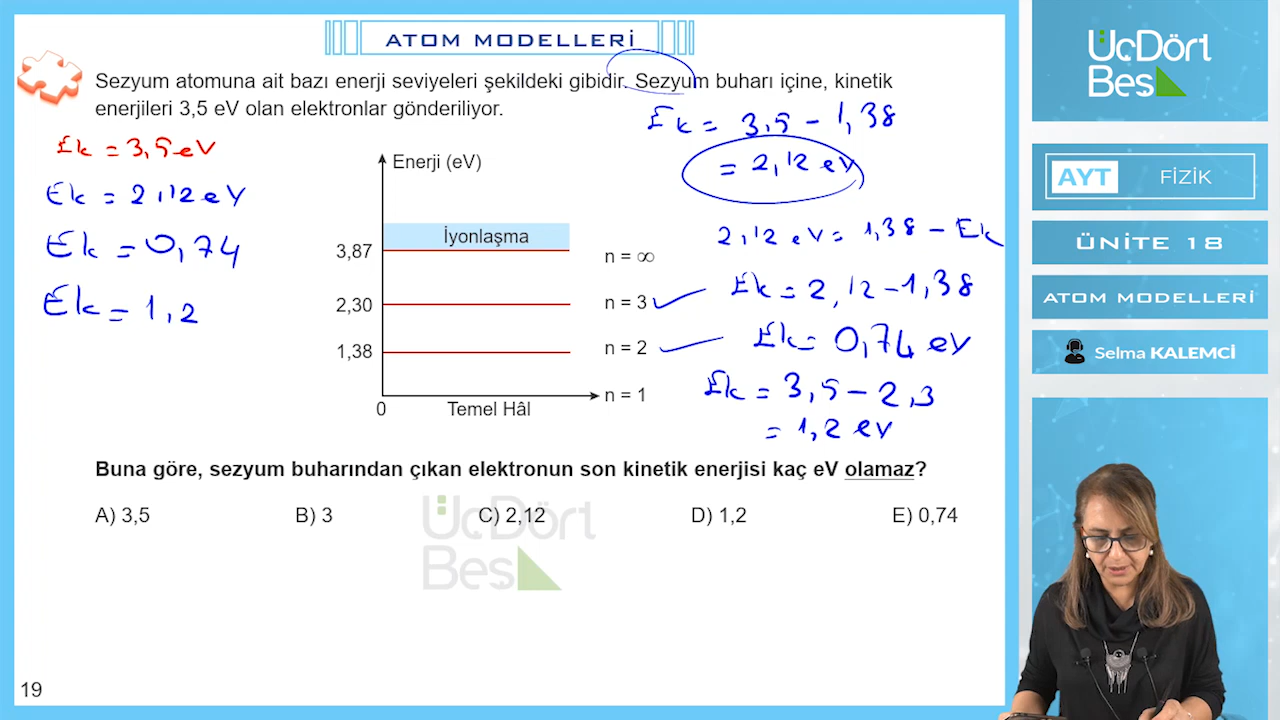 ATOM MODELLERİ
Sezyum atomuna ait bazı enerji seviyeleri şekildeki gibidir. Sezyum buharı içine, kinetik
enerjileri 3,5 eV olan elektronlar gönderiliyor.
Ek = 3,5 eV
Ek = 2,12 eV
Ek = 0,74
Ek = 1,2
Enerji (eV)
İyonlaşma
3,87
n = ∞
2,30
n = 3
1,38
n = 2
n = 1
0
Temel Hâl
Ek = 3,5 - 1,38
= 2,12 eV
2,12 eV = 1,38 - Ek
Ek = 2,12 - 1,38
Ek = 0,74 eV
Ek = 3,5 - 2,3
= 1,2 eV
Buna göre, sezyum buharından çıkan elektronun son kinetik enerjisi kaç eV olamaz?
A) 3,5
B) 3
C) 2,12
D) 1,2
E) 0,74
ÜçDört
Beş
19
ÜçDört
Beş
AYT FİZİK
ÜNİTE 18
ATOM MODELLERİ
Selma KALEMCİ